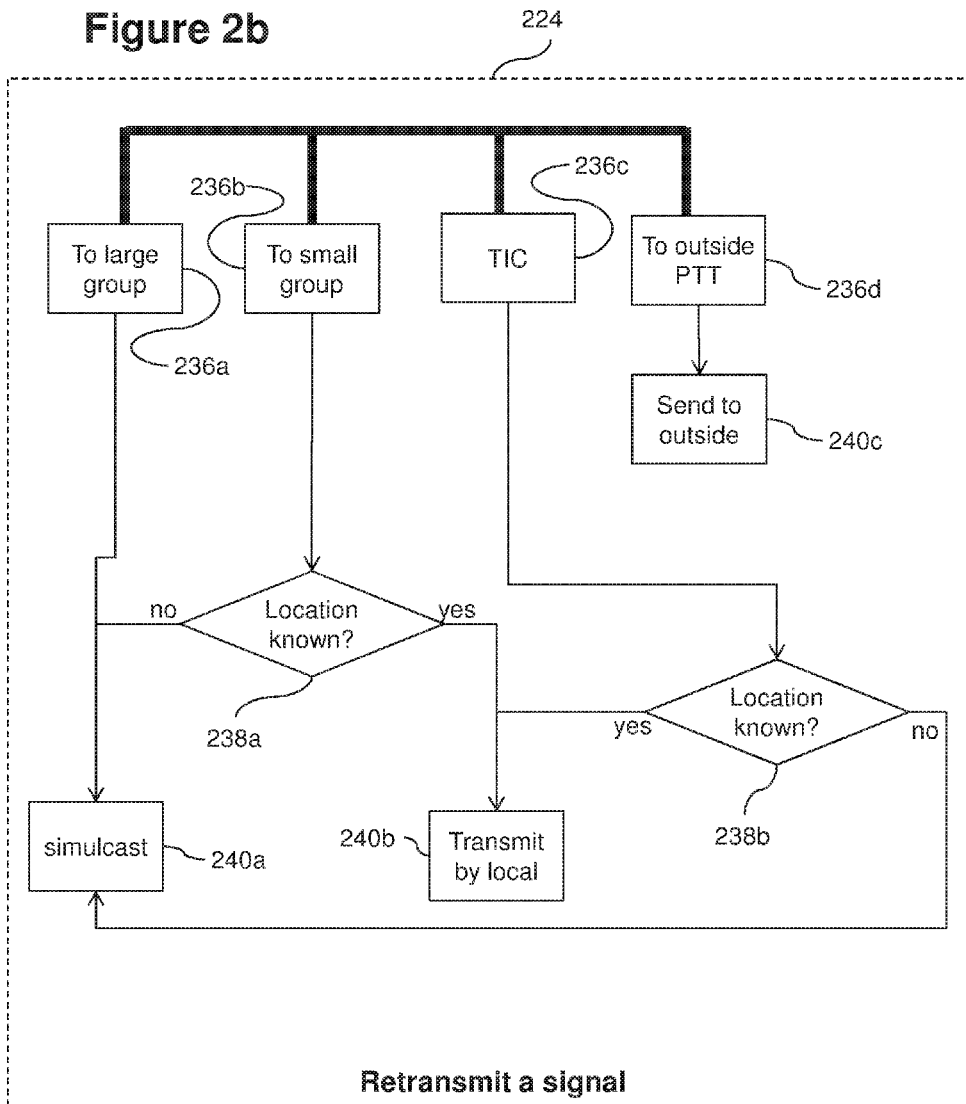 Figure 2b
224
To large
group
236a
236b
To small
group
TIC
236c
To outside
PTT
236d
Send to
outside
240c
no
Location
known?
yes
238a
Location
known?
yes
no
238b
simulcast
240a
240b
Transmit
by local
Retransmit a signal